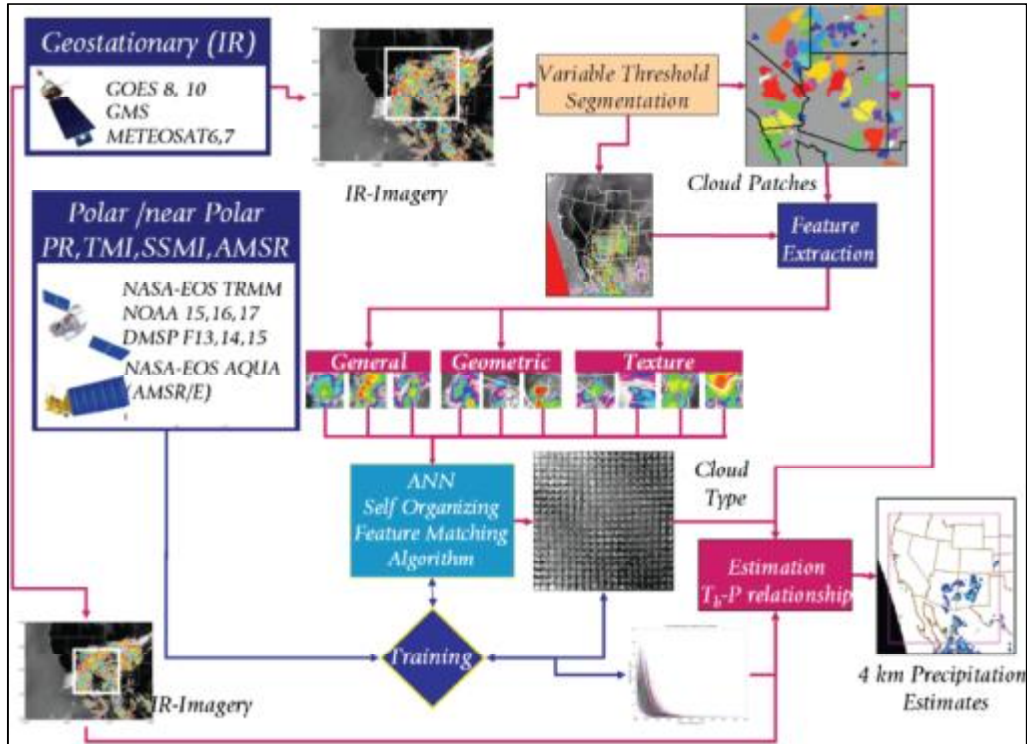 Geostationary (IR)
GOES 8, 10
GMS
METEOSAT6,7
IR-Imagery
Variable Threshold
Segmentation
Cloud Patches
Feature
Extraction
Polar /near Polar
PR,TMI,SSMI,AMSR
NASA-EOS TRMM
NOAA 15,16,17
DMSP F13,14,15
NASA-EOS AQUA
(AMSR/E)
General
Geometric
Texture
ANN
Self Organizing
Feature Matching
Algorithm
Cloud
Type
Estimation
Tb-P relationship
Training
IR-Imagery
4 km Precipitation
Estimates